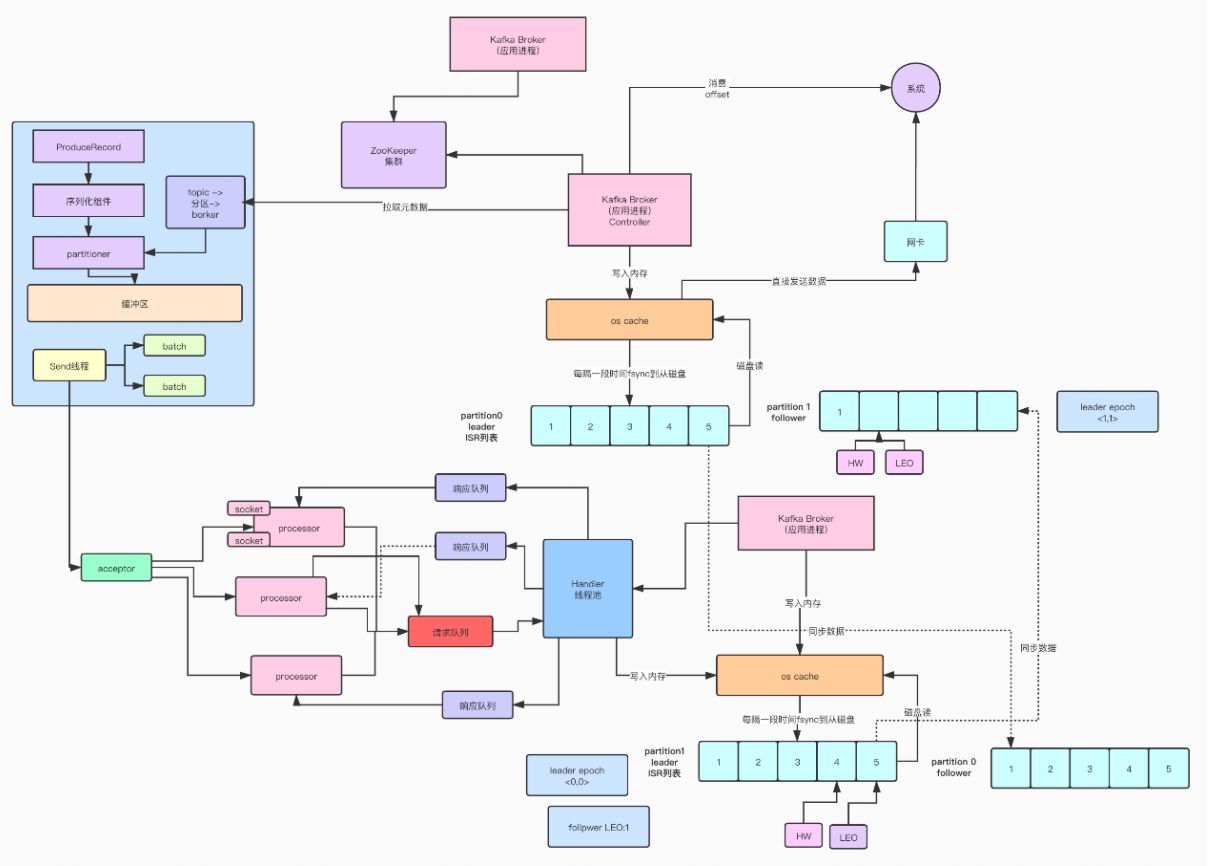 Kafka Broker
（应用进程）
消费
offset
系统
ZooKeeper
集群
ProduceRecord
序列化组件
partitioner
topic ->
分区->
borker
缓冲区
Send线程
batch
batch
拉取元数据
Kafka Broker
（应用进程）
Controller
网卡
写入内存
直接发送数据
os cache
磁盘读
每隔一段时间fsync到从磁盘
partition0
leader
ISR列表
1 2 3 4 5
partition 1
follower
1
HW
LEO
leader epoch
<1,1>
响应队列
socket
processor
socket
响应队列
acceptor
processor
请求队列
processor
响应队列
Handler
线程池
Kafka Broker
（应用进程）
写入内存
同步数据
同步数据
写入内存
os cache
磁盘读
每隔一段时间fsync到从磁盘
partition1
leader
ISR列表
1 2 3 4 5
partition 0
follower
1 2 3 4 5
leader epoch
<0,0>
HW
LEO
follpwer LEO:1